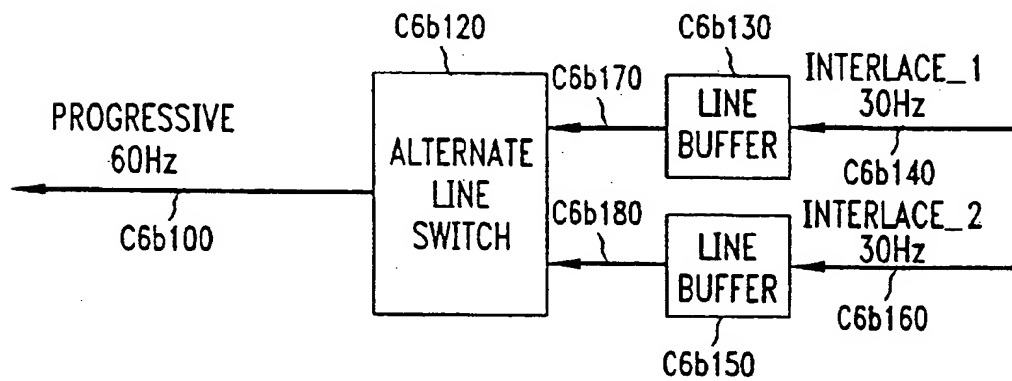 C6b120
C6b130
C6b170
INTERLACE_1
30Hz
PROGRESSIVE
60Hz
LINE
BUFFER
ALTERNATE
LINE
SWITCH
C6b140
C6b180
INTERLACE_2
30Hz
C6b100
LINE
BUFFER
C6b160
C6b150